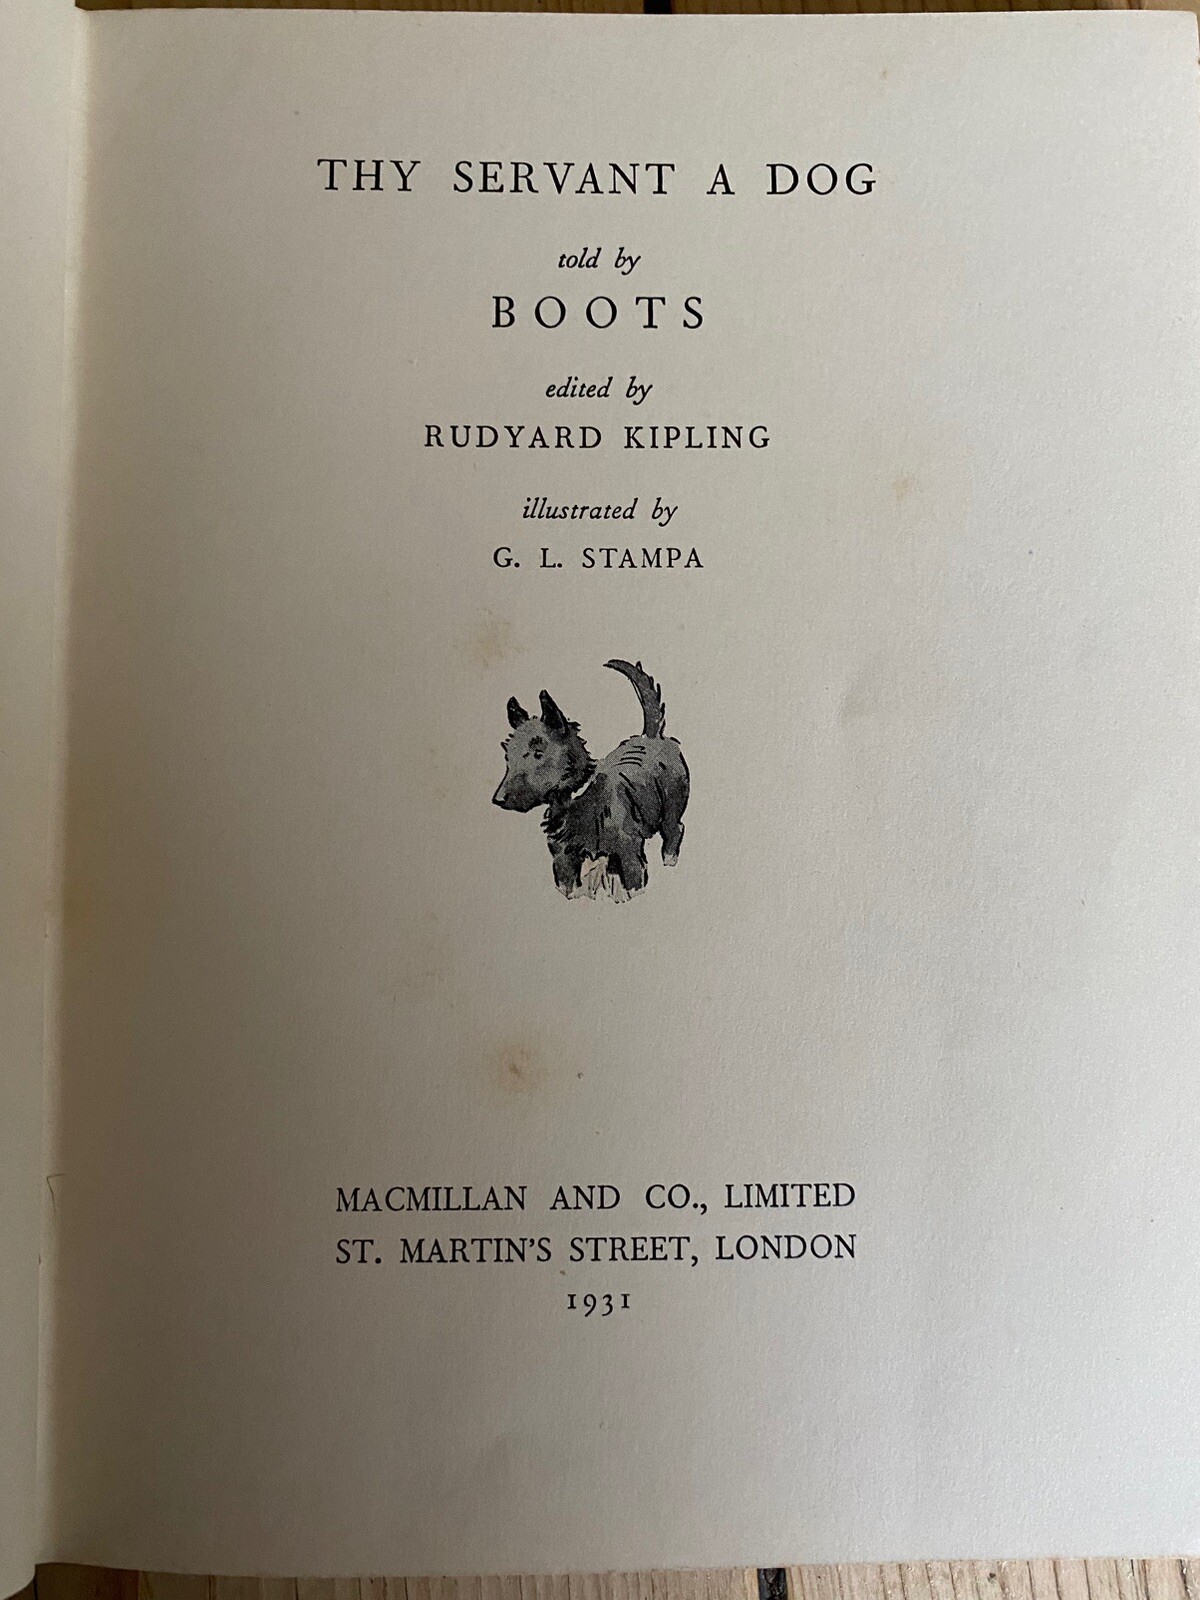 THY SERVANT A DOG
told by
BOOTS
edited by
RUDYARD KIPLING
illustrated by
G. L. STAMPA
MACMILLAN AND CO., LIMITED
ST. MARTIN'S STREET, LONDON
1931